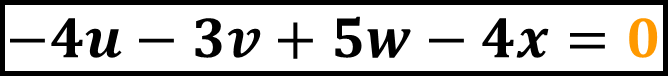 −4u − 3v + 5w − 4x = 0